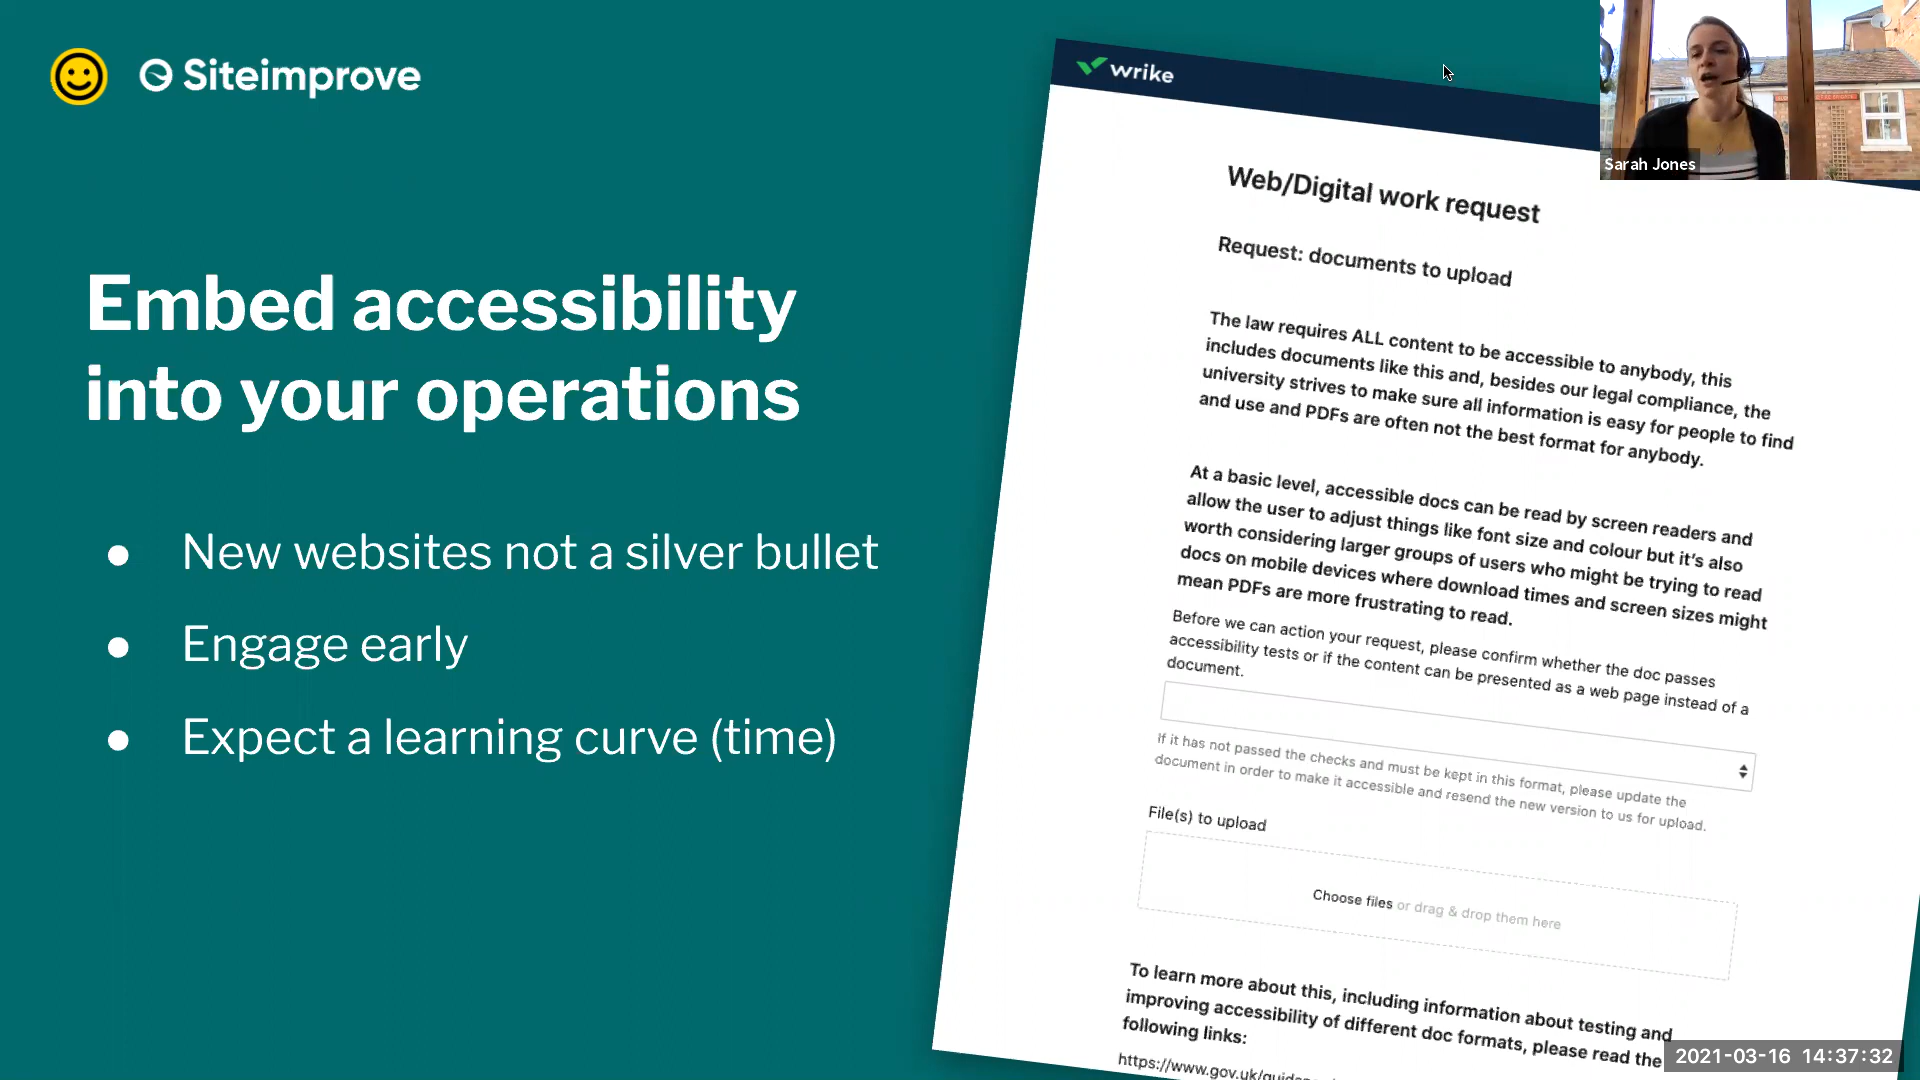 Siteimprove
Embed accessibility
into your operations
● New websites not a silver bullet
● Engage early
● Expect a learning curve (time)
wrike
Web/Digital work request
Request: documents to upload
The law requires ALL content to be accessible to anybody, this
includes documents like this and, besides our legal compliance, the
university strives to make sure all information is easy for people to find
and use and PDFs are often not the best format for anybody.
At a basic level, accessible docs can be read by screen readers and
allow the user to adjust things like font size and colour but it's also
worth considering larger groups of users who might be trying to read
docs on mobile devices where download times and screen sizes might
mean PDFs are more frustrating to read.
Before we can action your request, please confirm whether the doc passes
accessibility tests or if the content can be presented as a web page instead of a
document.
If it has not passed the checks and must be kept in this format, please update the
document in order to make it accessible and resend the new version to us for upload.
File(s) to upload
Choose files or drag & drop them here
To learn more about this, including information about testing and
improving accessibility of different doc formats, please read the
following links:
https://www.gov.uk/
Sarah Jones
2021-03-16 14:37:32